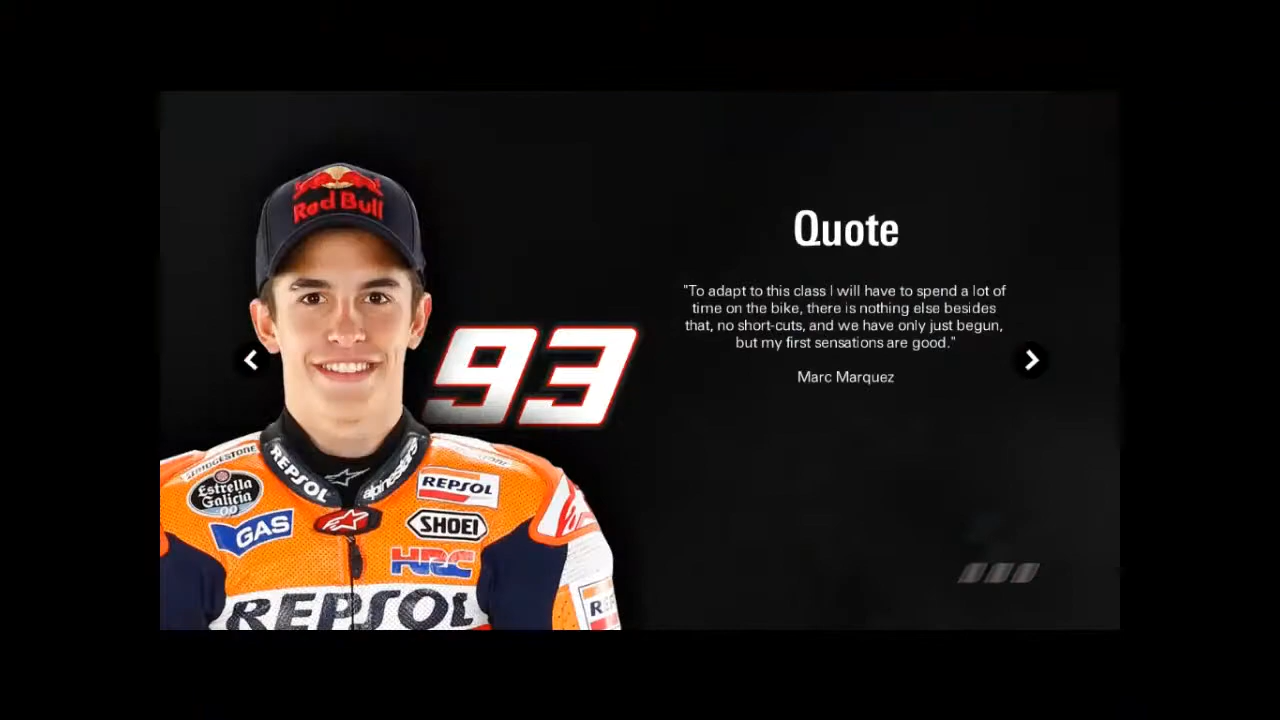 Red Bull
Quote
"To adapt to this class I will have to spend a lot of
time on the bike, there is nothing else besides
that, no short-cuts, and we have only just begun,
but my first sensations are good."
Marc Marquez
93
BRIDGESTONE
REPSOL
alpinestars
Estrella
Galicia
00
REPSOL
GAS
SHOEI
HRC
REPSOL